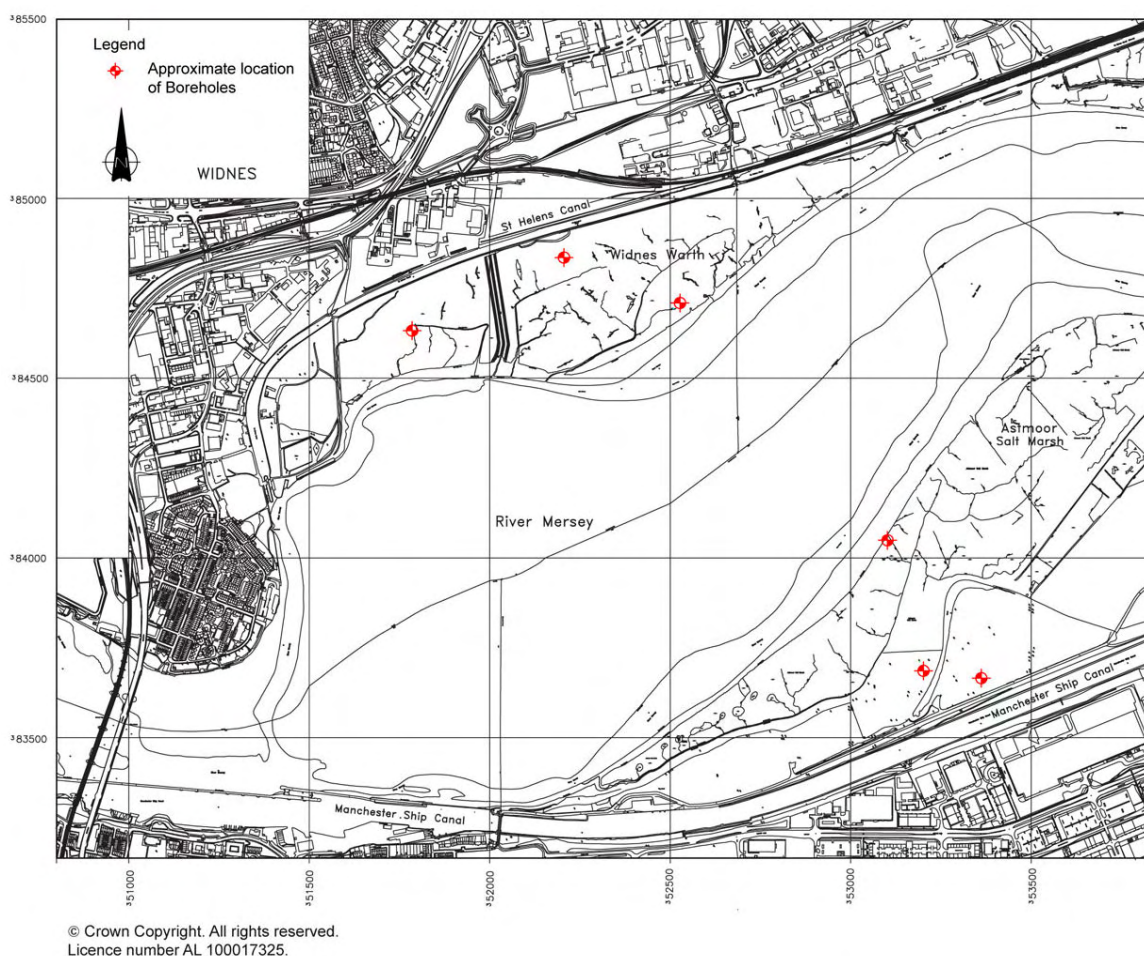 Legend
Approximate location
of Boreholes
N
WIDNES
385500
385000
384500
384000
383500
St Helens Canal
Widnes Warth
Astmoor
Salt Marsh
River Mersey
Manchester Ship Canal
Manchester Ship Canal
351000
351500
352000
352500
353000
353500
© Crown Copyright. All rights reserved.
Licence number AL 100017325.